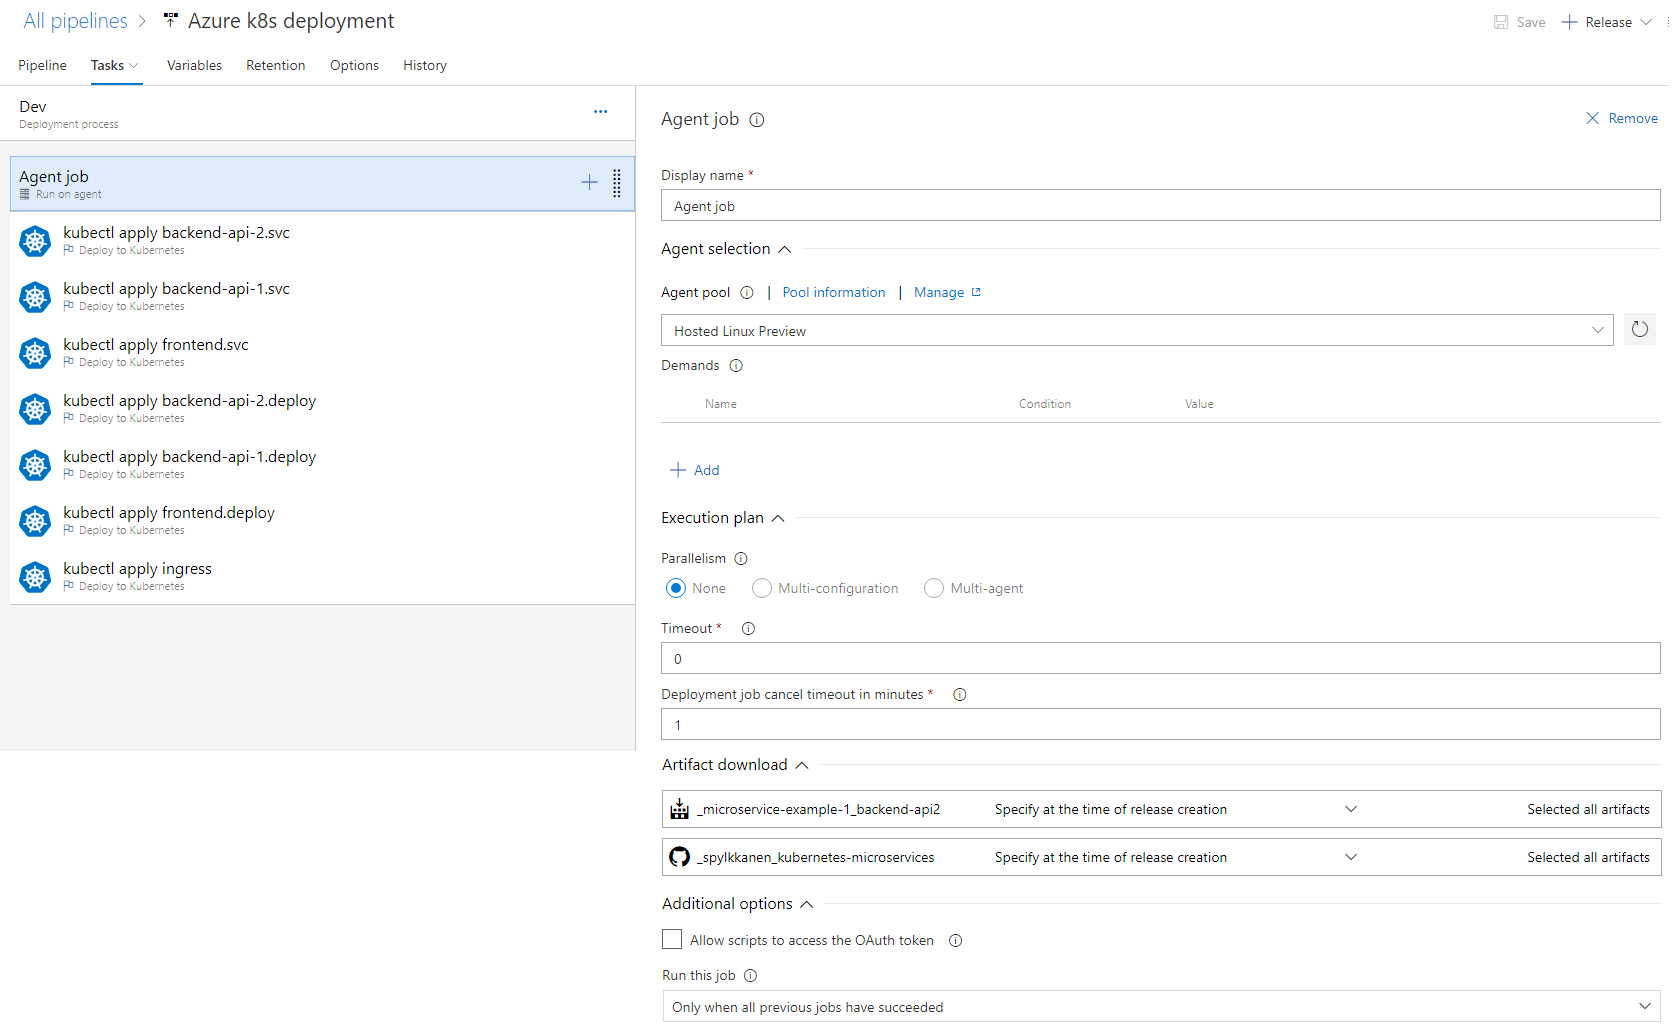 All pipelines > Azure k8s deployment
Save + Release
Pipeline Tasks Variables Retention Options History
Dev
Deployment process
...
Agent job
Run on agent
kubectl apply backend-api-2.svc
Deploy to Kubernetes
kubectl apply backend-api-1.svc
Deploy to Kubernetes
kubectl apply frontend.svc
Deploy to Kubernetes
kubectl apply backend-api-2.deploy
Deploy to Kubernetes
kubectl apply backend-api-1.deploy
Deploy to Kubernetes
kubectl apply frontend.deploy
Deploy to Kubernetes
kubectl apply ingress
Deploy to Kubernetes
Agent job
Remove
Display name *
Agent job
Agent selection
Agent pool | Pool information | Manage
Hosted Linux Preview
Demands
Name Condition Value
+ Add
Execution plan
Parallelism
None Multi-configuration Multi-agent
Timeout *
0
Deployment job cancel timeout in minutes *
1
Artifact download
_microservice-example-1_backend-api2 Specify at the time of release creation Selected all artifacts
_spylkkanen_kubernetes-microservices Specify at the time of release creation Selected all artifacts
Additional options
Allow scripts to access the OAuth token
Run this job
Only when all previous jobs have succeeded